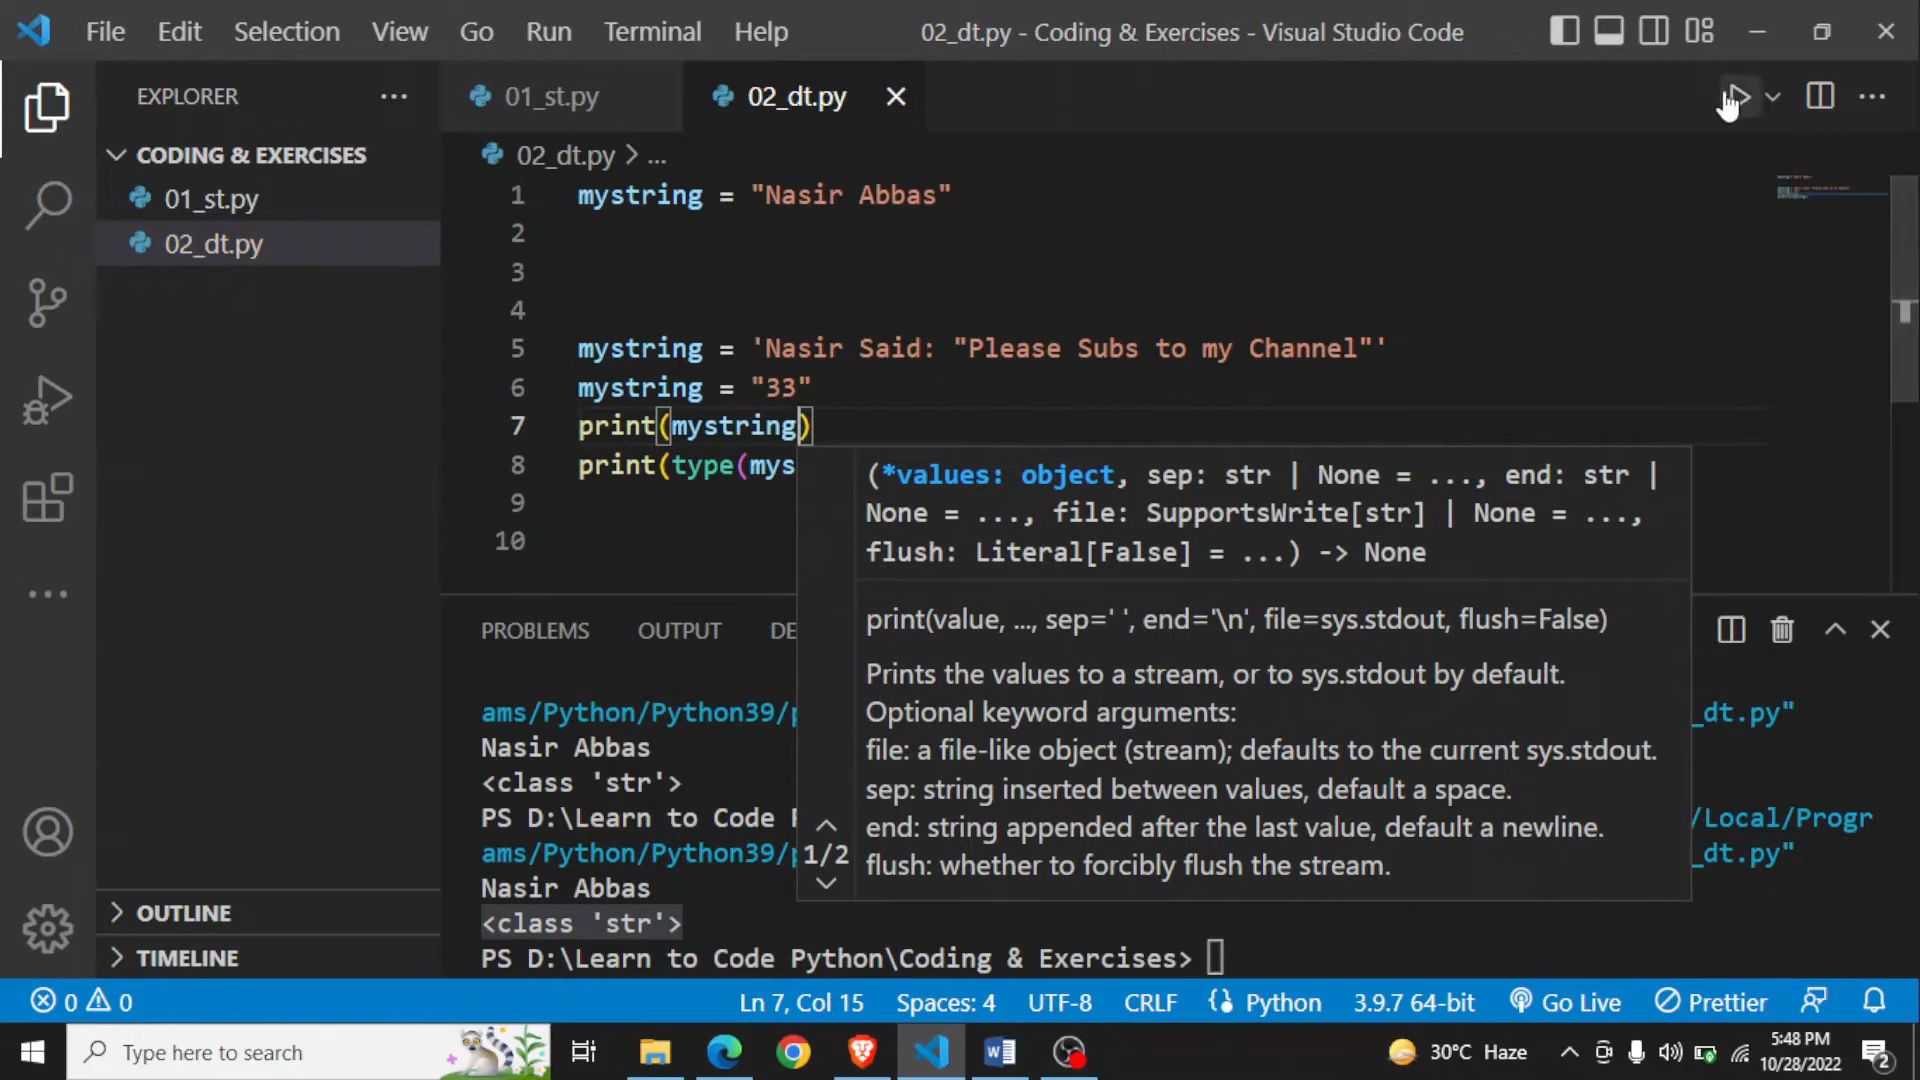 File Edit Selection View Go Run Terminal Help 02_dt.py - Coding & Exercises - Visual Studio Code
EXPLORER
01_st.py 02_dt.py
CODING & EXERCISES
01_st.py
02_dt.py
OUTLINE
TIMELINE
02_dt.py > ...
1 mystring = "Nasir Abbas"
2
3
4
5 mystring = 'Nasir Said: "Please Subs to my Channel"'
6 mystring = "33"
7 print(mystring)
8 print(type(mys
9
10
(*values: object, sep: str | None = ..., end: str |
None = ..., file: SupportsWrite[str] | None = ...,
flush: Literal[False] = ...) -> None
print(value, ..., sep=' ', end='\n', file=sys.stdout, flush=False)
Prints the values to a stream, or to sys.stdout by default.
Optional keyword arguments:
file: a file-like object (stream); defaults to the current sys.stdout.
sep: string inserted between values, default a space.
end: string appended after the last value, default a newline.
flush: whether to forcibly flush the stream.
1/2
PROBLEMS OUTPUT DE
ams/Python/Python39/p _dt.py"
Nasir Abbas
<class 'str'>
PS D:\Learn to Code P /Local/Progr
ams/Python/Python39/p _dt.py"
Nasir Abbas
<class 'str'>
PS D:\Learn to Code Python\Coding & Exercises>
0 0 Ln 7, Col 15 Spaces: 4 UTF-8 CRLF Python 3.9.7 64-bit Go Live Prettier
Type here to search 30°C Haze 5:48 PM
10/28/2022 2